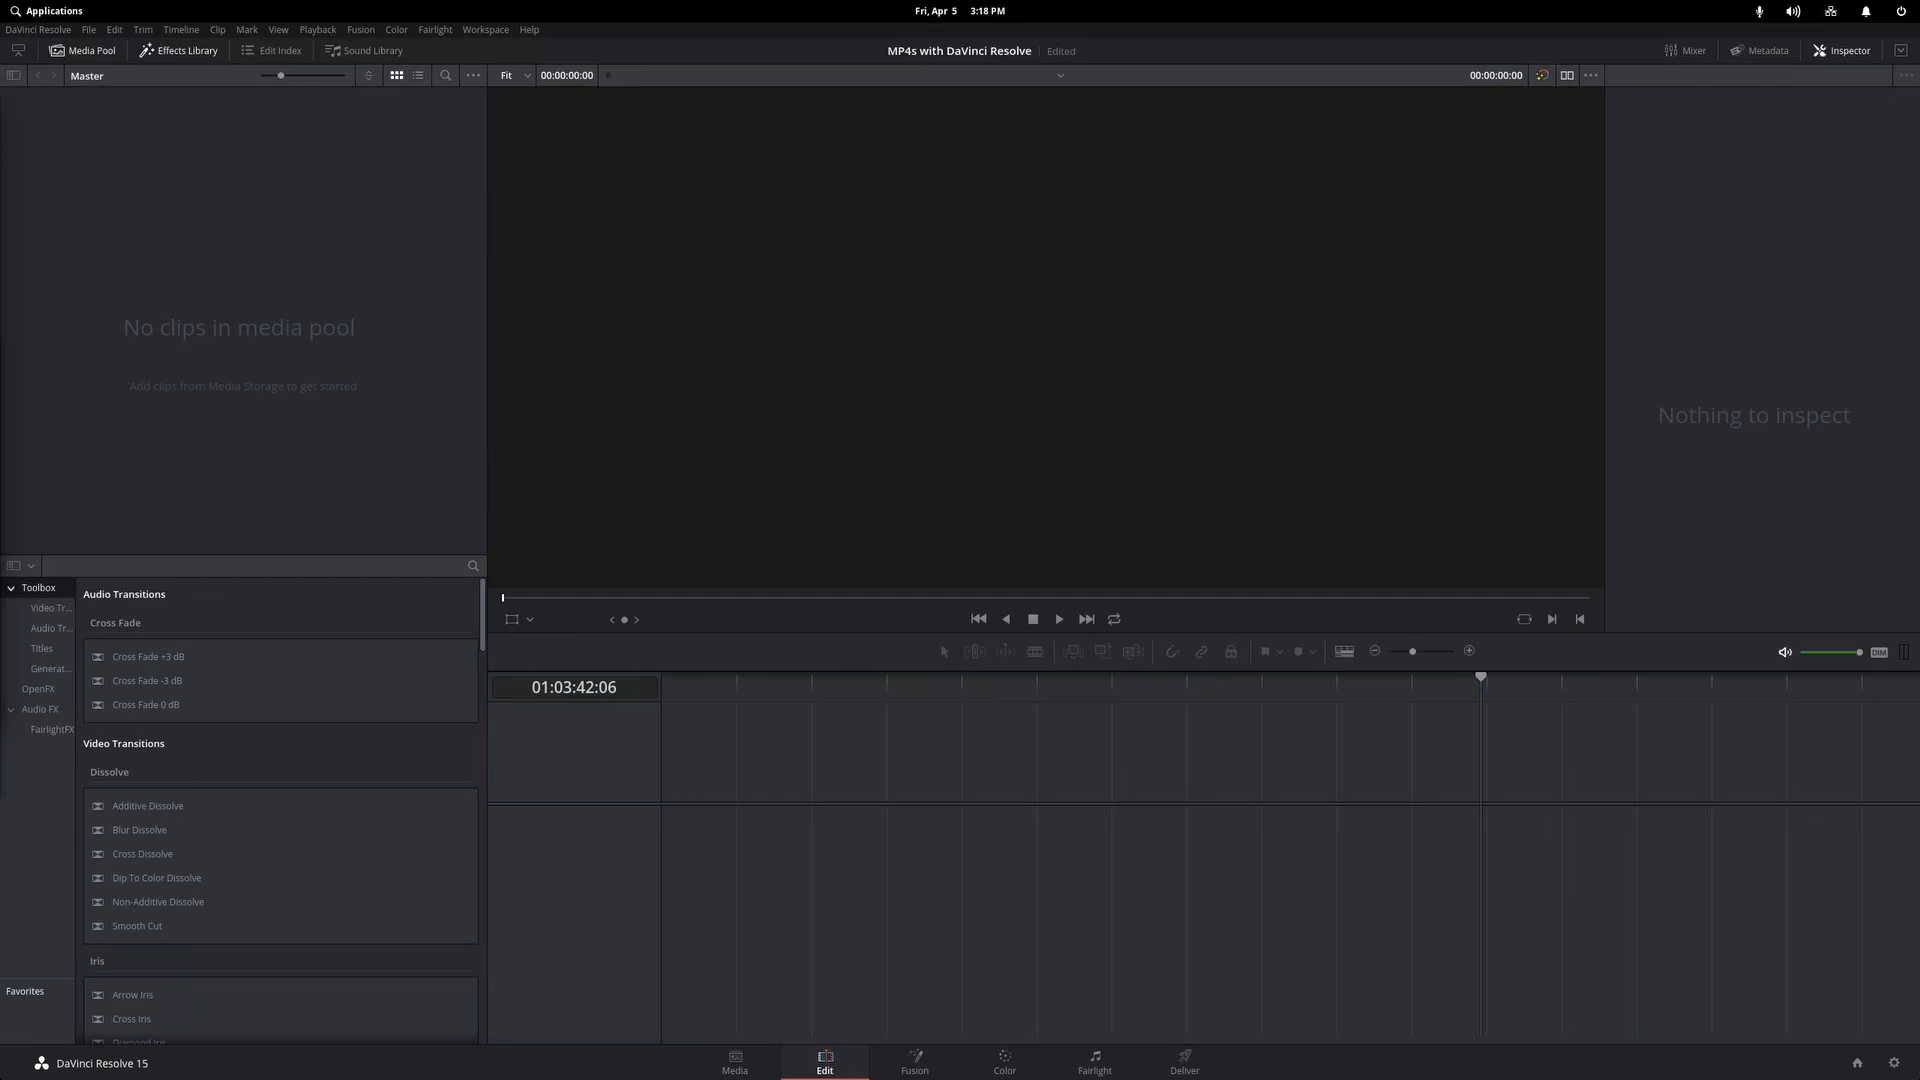 Applications
Fri, Apr 5 3:18 PM
DaVinci Resolve File Edit Trim Timeline Clip Mark View Playback Fusion Color Fairlight Workspace Help
Media Pool Effects Library Edit Index Sound Library MP4s with DaVinci Resolve Edited Mixer Metadata Inspector
Master Fit 00:00:00:00 00:00:00:00
No clips in media pool
Add clips from Media Storage to get started
Nothing to inspect
Toolbox
Video Tr...
Audio Tr...
Titles
Generat...
OpenFX
Audio FX
FairlightFX
Favorites
Audio Transitions
Cross Fade
Cross Fade +3 dB
Cross Fade -3 dB
Cross Fade 0 dB
Video Transitions
Dissolve
Additive Dissolve
Blur Dissolve
Cross Dissolve
Dip To Color Dissolve
Non-Additive Dissolve
Smooth Cut
Iris
Arrow Iris
Cross Iris
Diamond Iris
DIM
01:03:42:06
DaVinci Resolve 15
Media Edit Fusion Color Fairlight Deliver